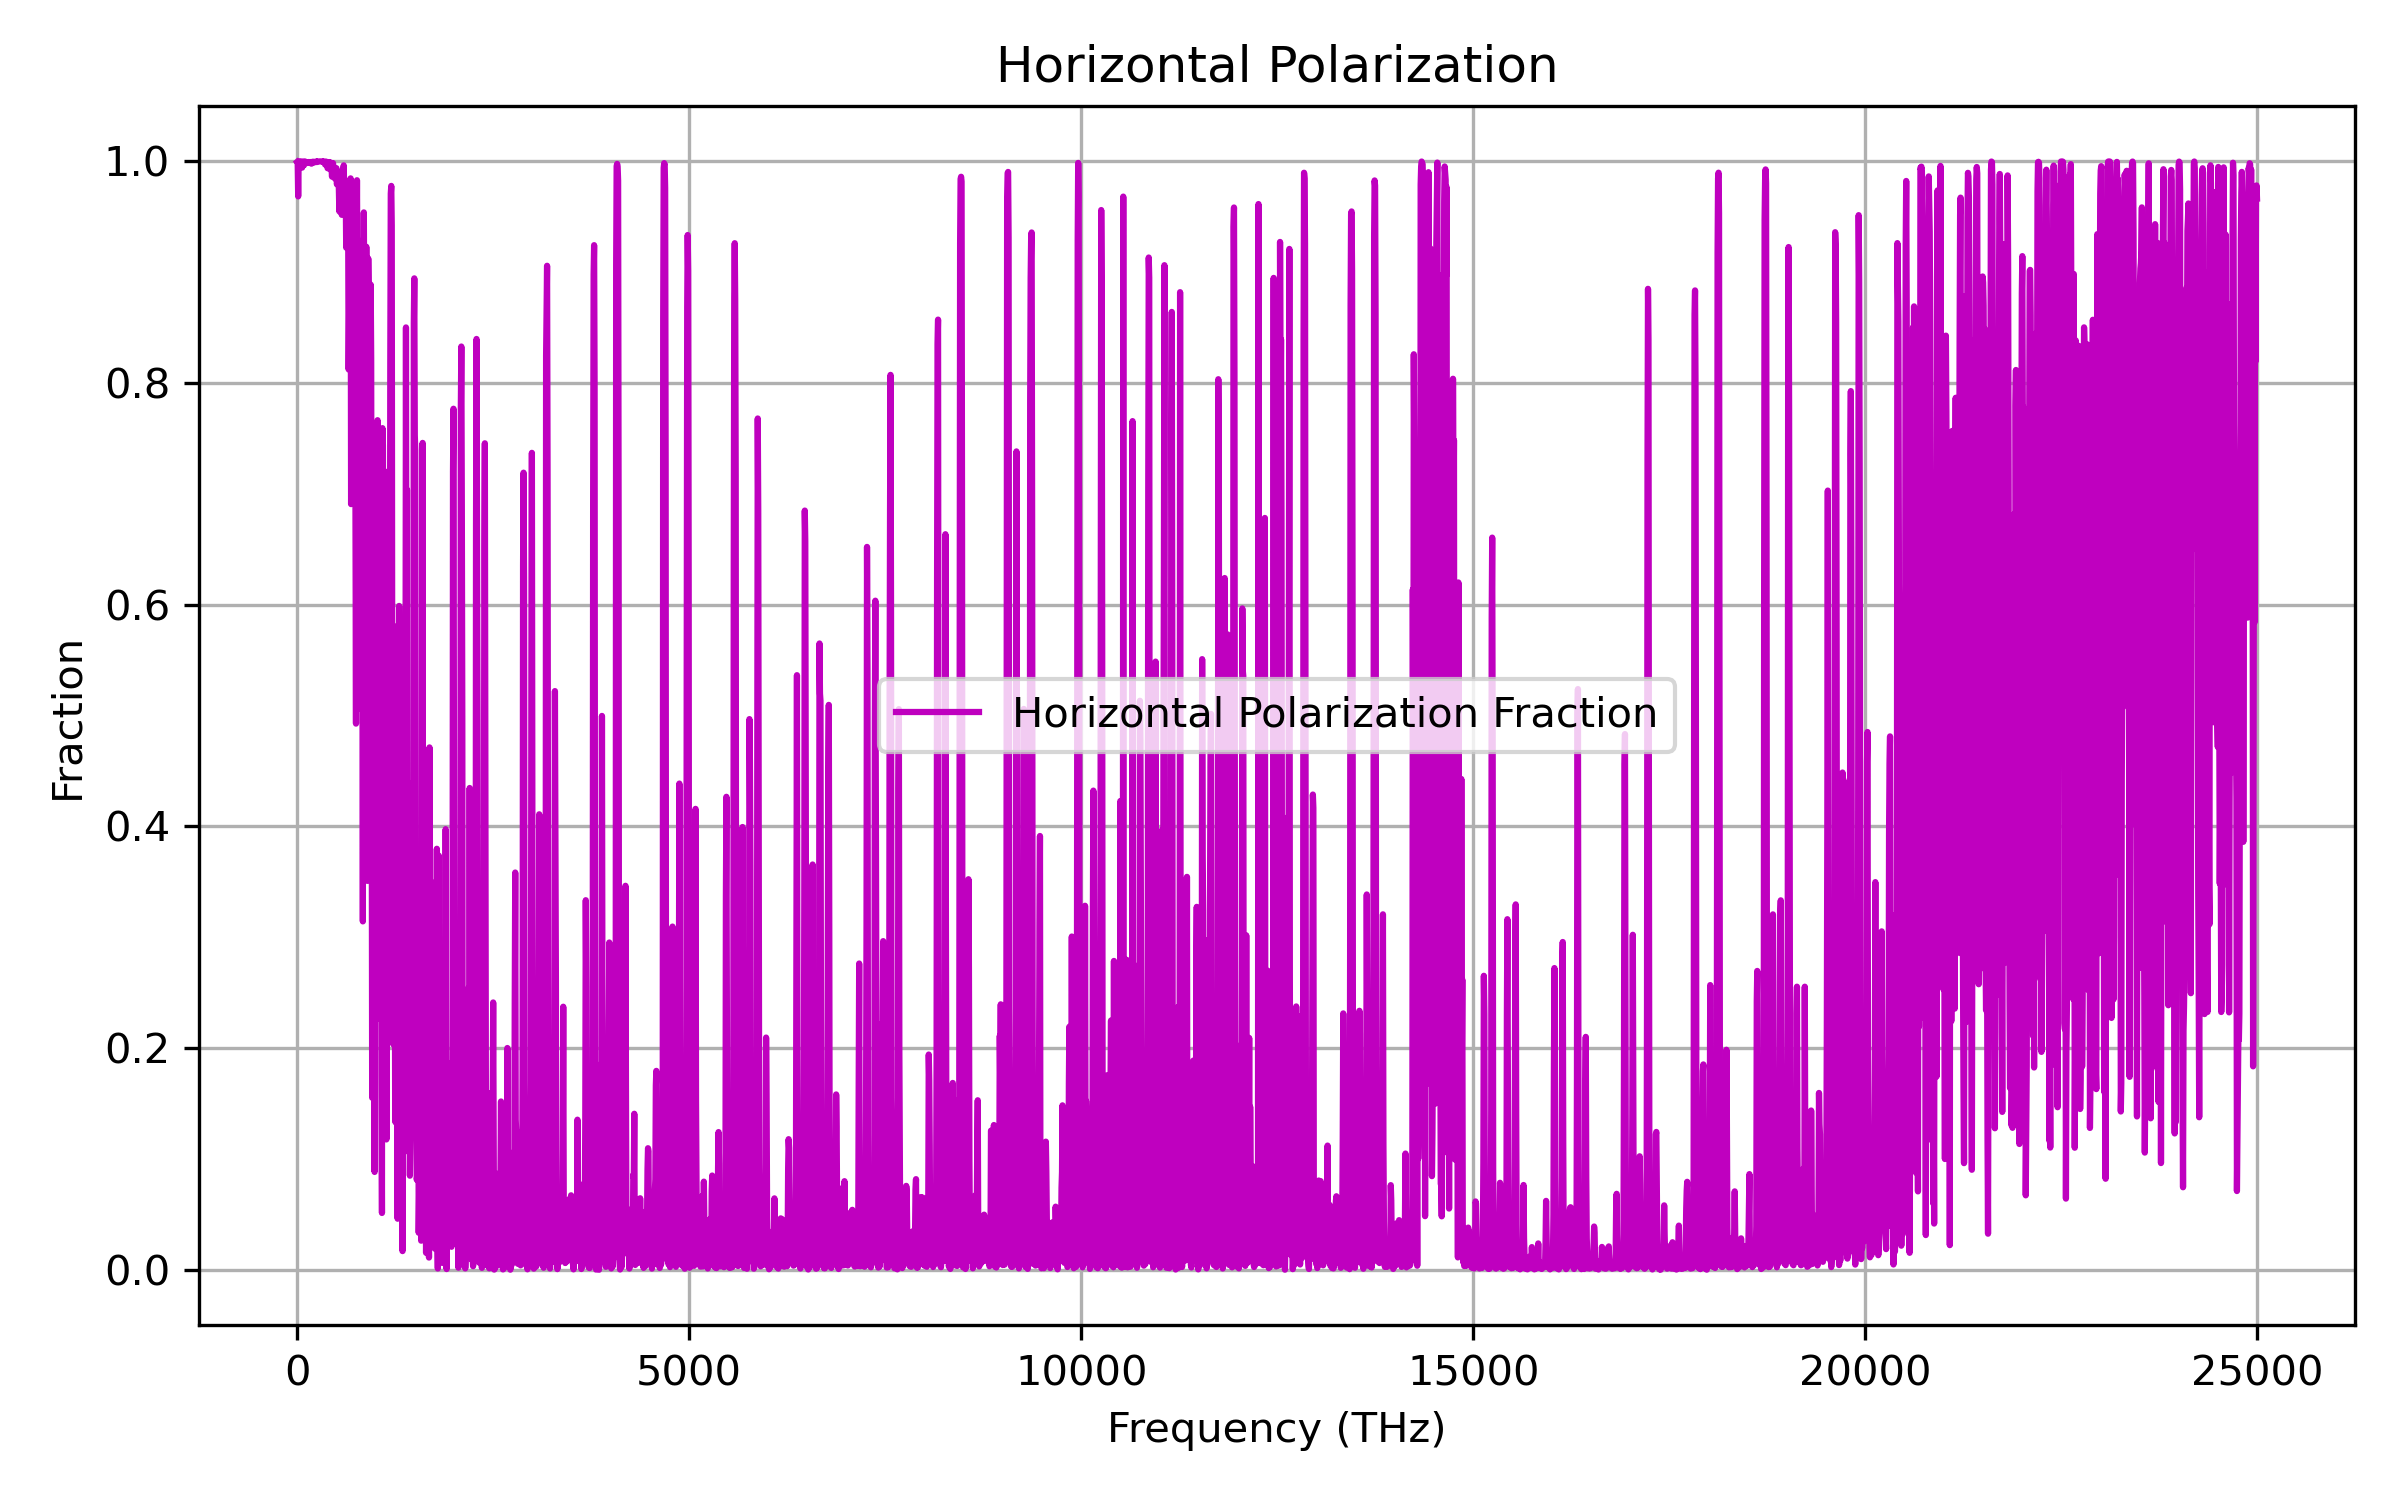 Horizontal Polarization
1.0
0.8
0.6
0.4
0.2
0.0
Fraction
Horizontal Polarization Fraction
0 5000 10000 15000 20000 25000
Frequency (THz)